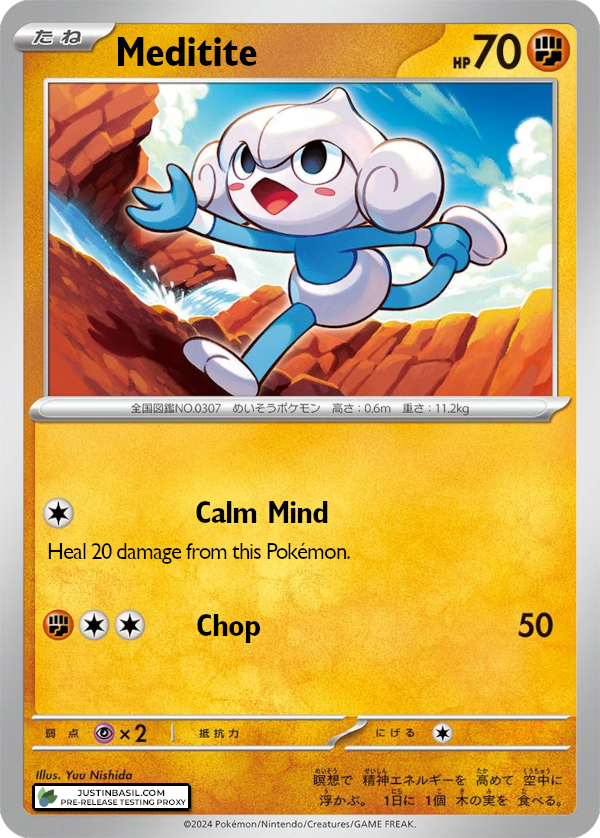 たね
Meditite
HP70
全国図鑑NO.0307 めいそうポケモン 高さ：0.6m 重さ：11.2kg
Calm Mind
Heal 20 damage from this Pokémon.
Chop 50
弱点 ×2 抵抗力 にげる
Illus. Yuu Nishida
JUSTINBASIL.COM
PRE-RELEASE TESTING PROXY
瞑想で 精神エネルギーを 高めて 空中に
浮かぶ。 1日に 1個 木の実を 食べる。
©2024 Pokémon/Nintendo/Creatures/GAME FREAK.